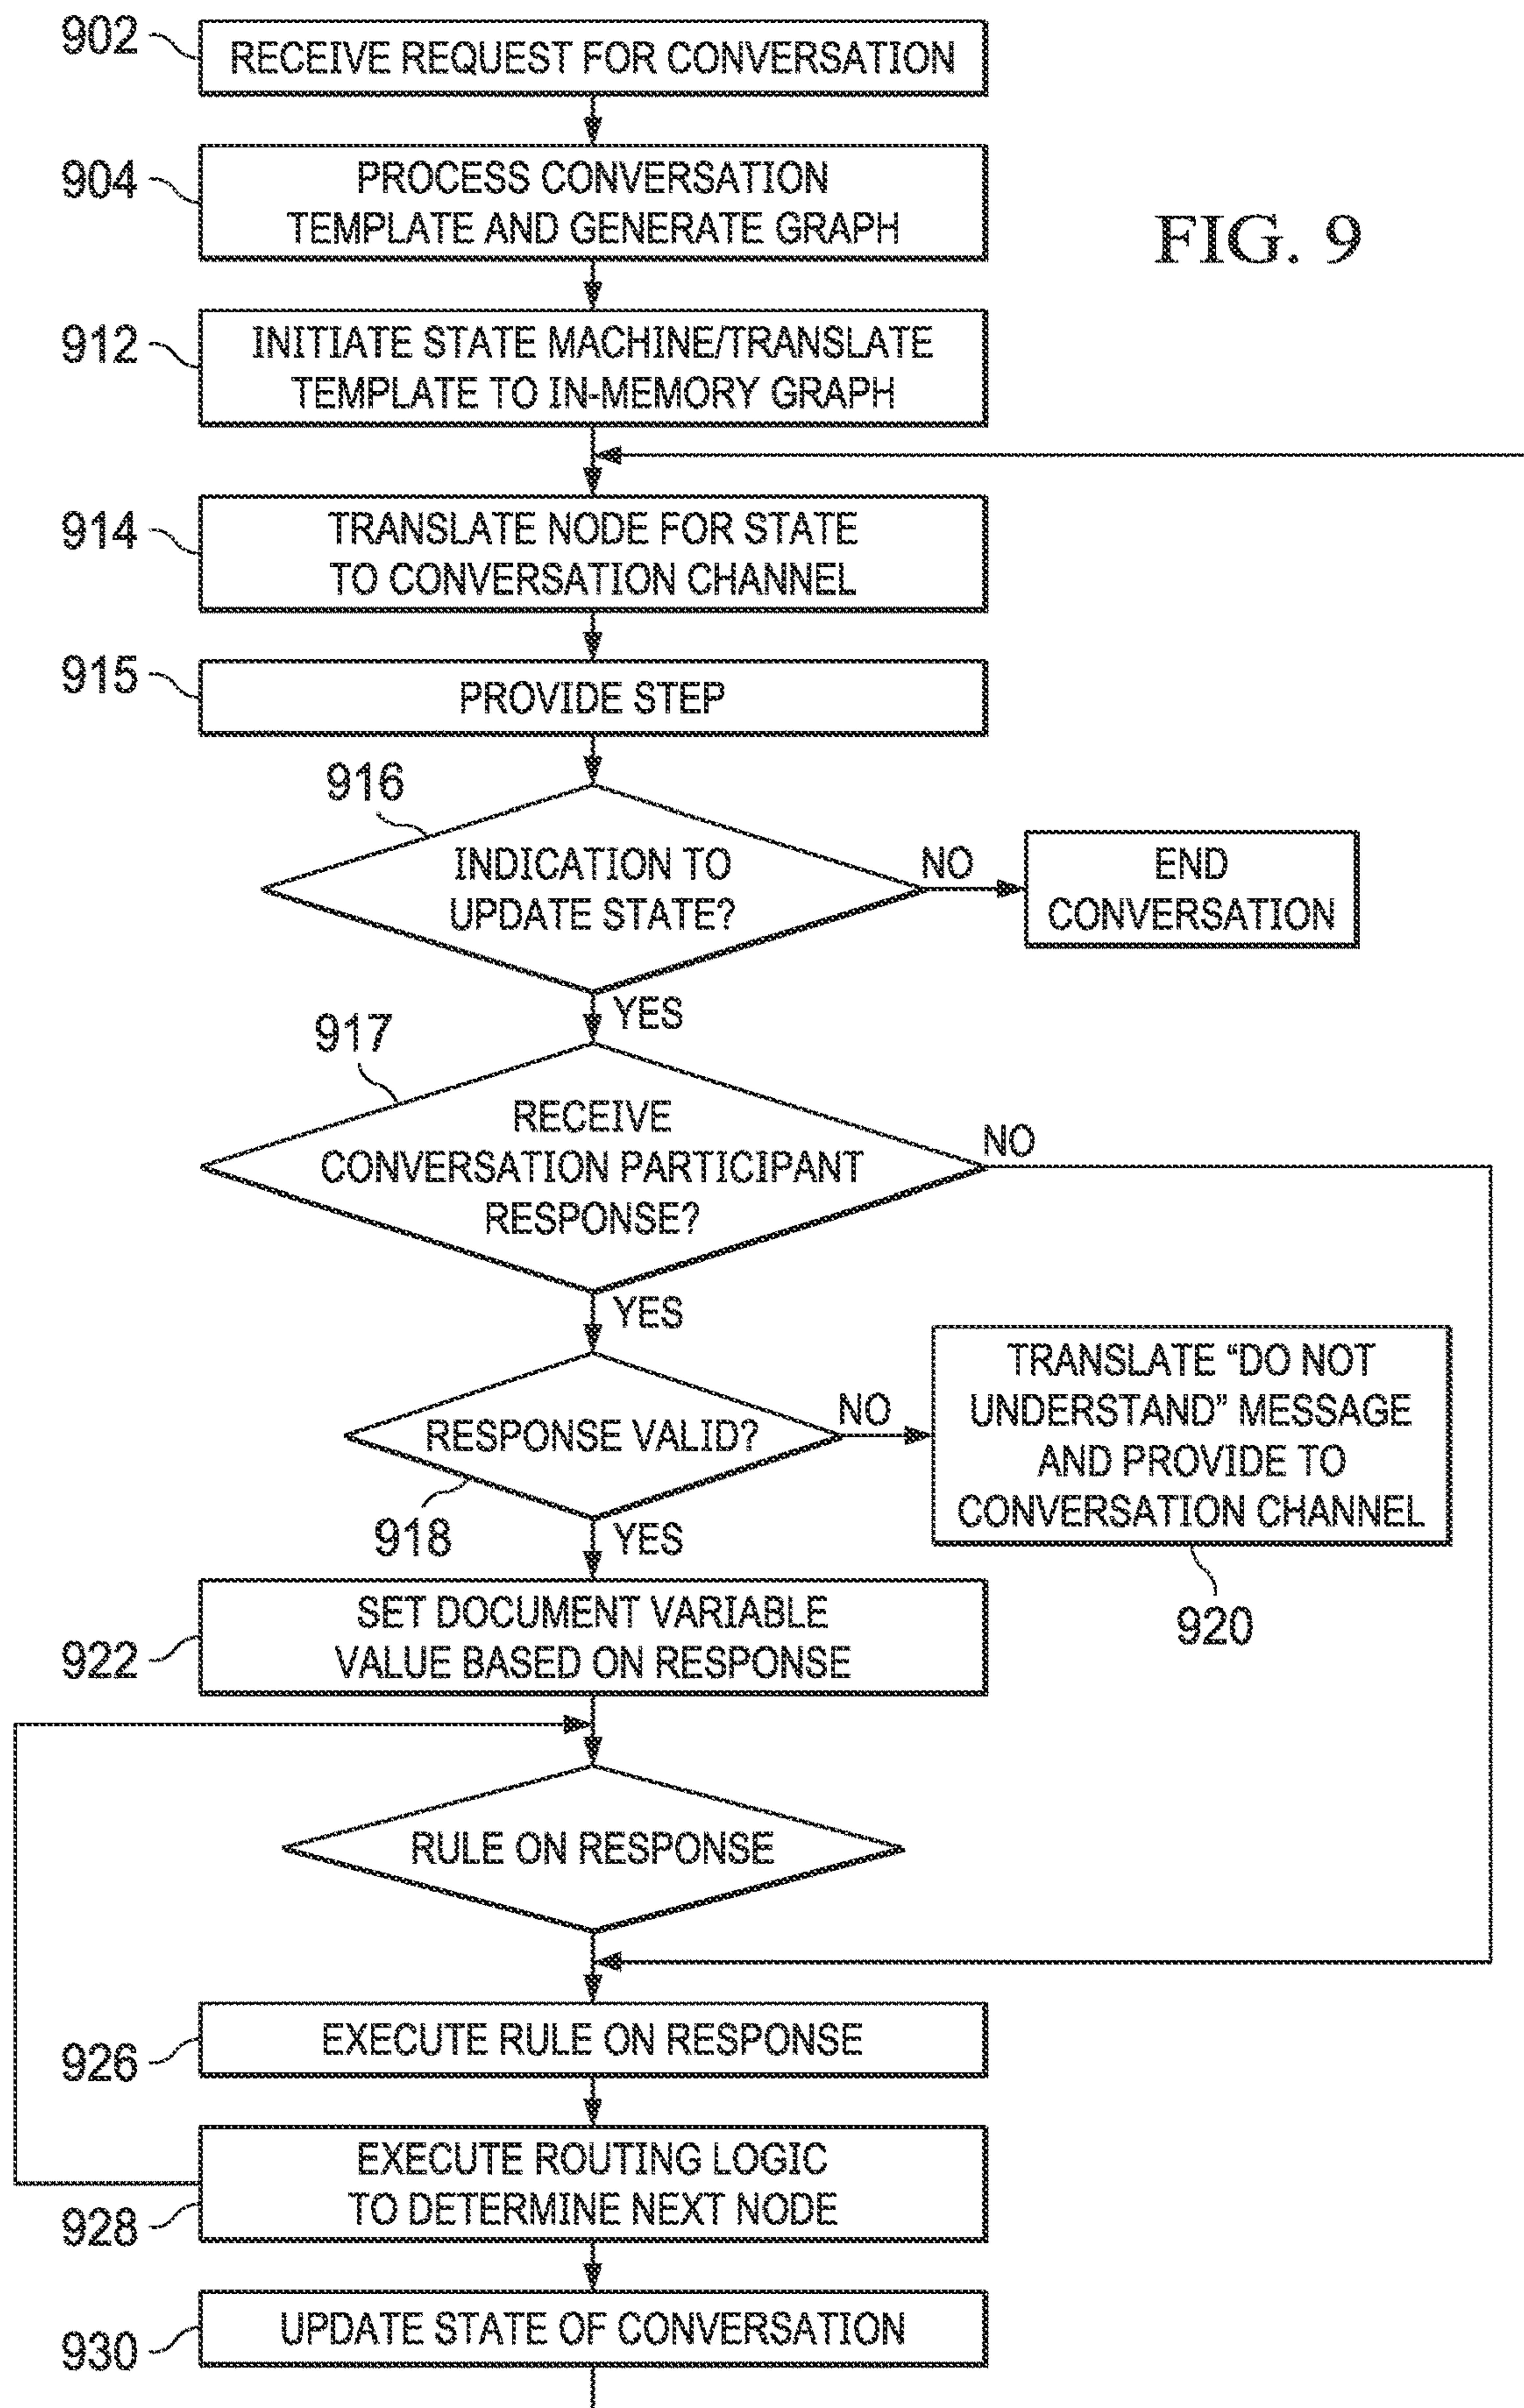 902
RECEIVE REQUEST FOR CONVERSATION
904
PROCESS CONVERSATION
TEMPLATE AND GENERATE GRAPH
FIG. 9
912
INITIATE STATE MACHINE/TRANSLATE
TEMPLATE TO IN-MEMORY GRAPH
914
TRANSLATE NODE FOR STATE
TO CONVERSATION CHANNEL
915
PROVIDE STEP
916
INDICATION TO
UPDATE STATE?
NO
END
CONVERSATION
YES
917
RECEIVE
CONVERSATION PARTICIPANT
RESPONSE?
NO
YES
RESPONSE VALID?
918
NO
TRANSLATE “DO NOT
UNDERSTAND” MESSAGE
AND PROVIDE TO
CONVERSATION CHANNEL
920
YES
922
SET DOCUMENT VARIABLE
VALUE BASED ON RESPONSE
RULE ON RESPONSE
926
EXECUTE RULE ON RESPONSE
928
EXECUTE ROUTING LOGIC
TO DETERMINE NEXT NODE
930
UPDATE STATE OF CONVERSATION